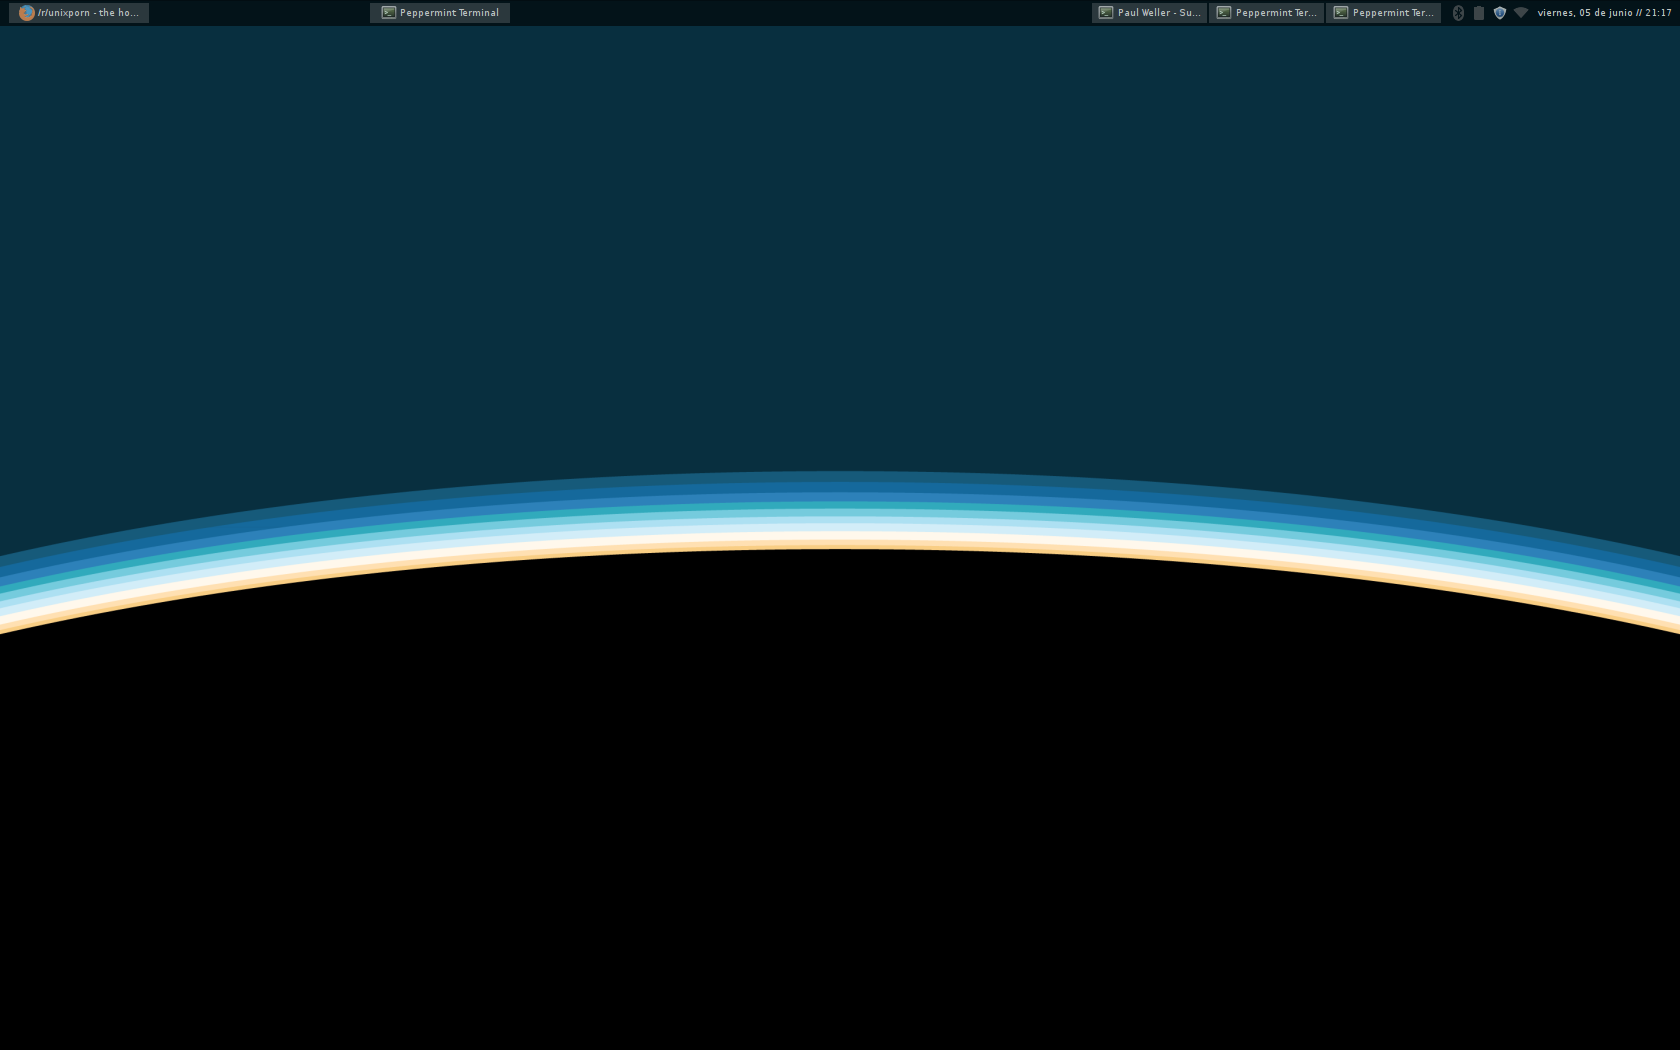 /r/unixporn - the ho...
Peppermint Terminal
Paul Weller - Su...
Peppermint Ter...
Peppermint Ter...
viernes, 05 de junio // 21:17